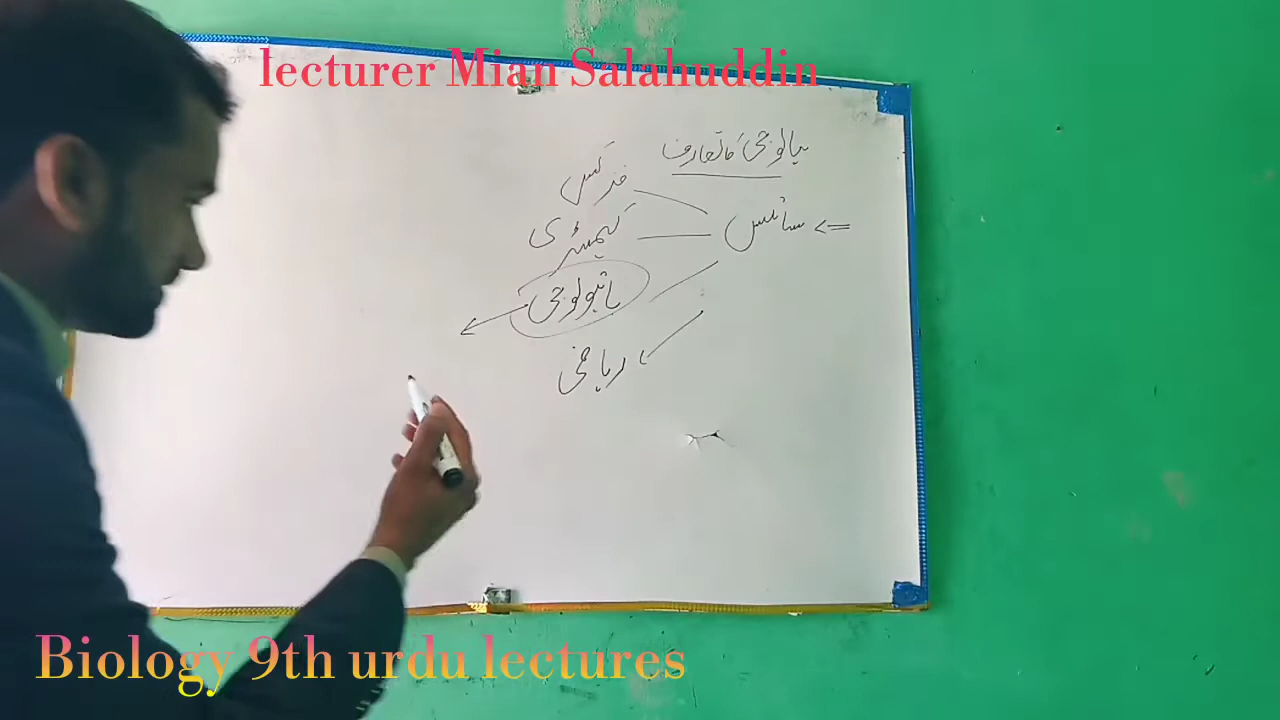 lecturer Mian Salahuddin
بیالوجی کا تعارف
سائنس
فزکس
کیمسٹری
بائیولوجی
ریاضی
Biology 9th urdu lectures